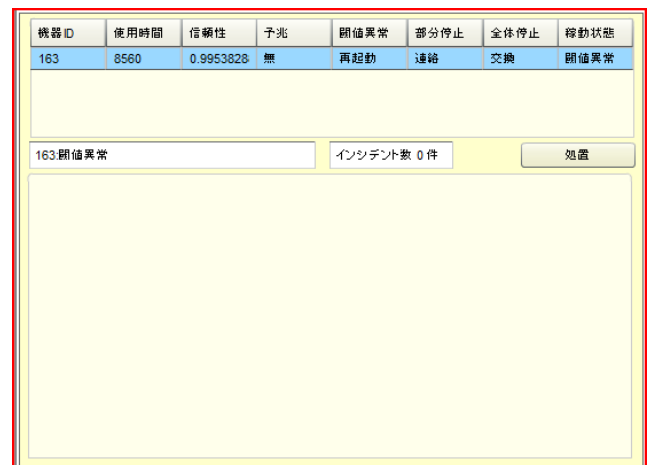 機器ID 使用時間 信頼性 予兆 閾値異常 部分停止 全体停止 稼動状態
163 8560 0.9953828 無 再起動 連絡 交換 閾値異常
163:閾値異常 インシデント数 0 件 処置